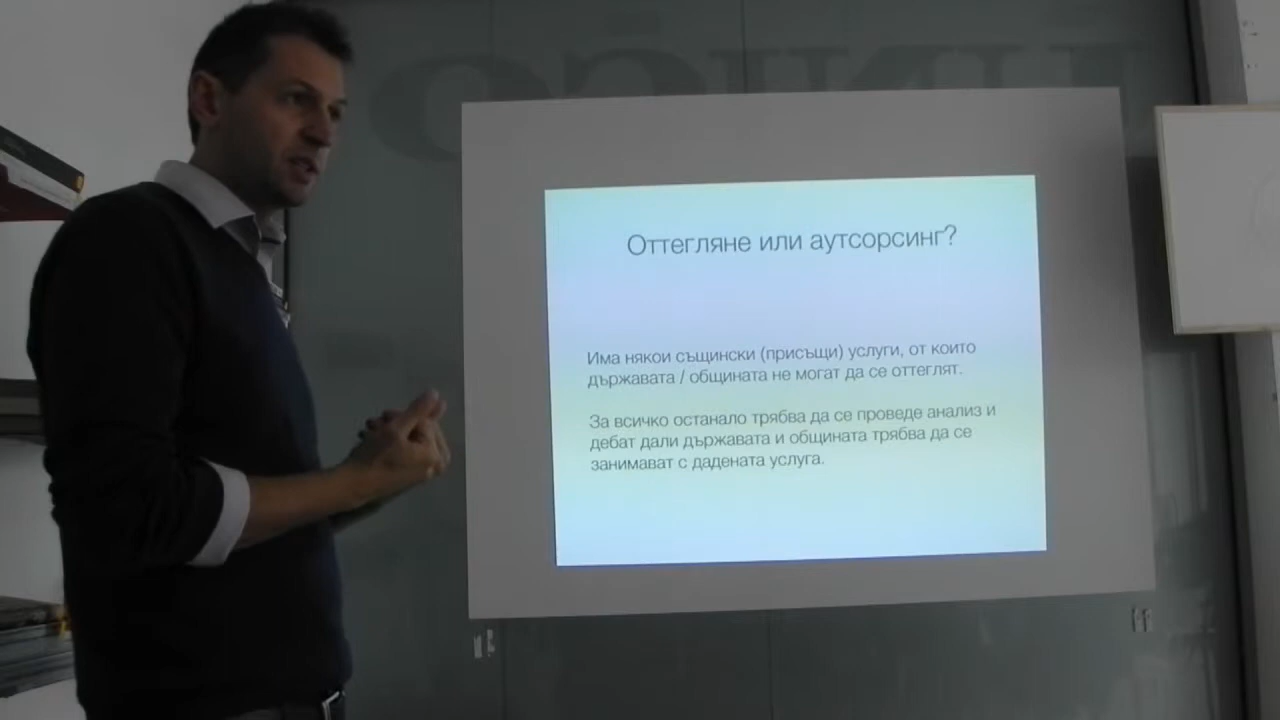 Оттегляне или аутсорсинг?
Има някои същински (присъщи) услуги, от които
държавата / общината не могат да се оттеглят.
За всичко останало трябва да се проведе анализ и
дебат дали държавата и общината трябва да се
занимават с дадената услуга.